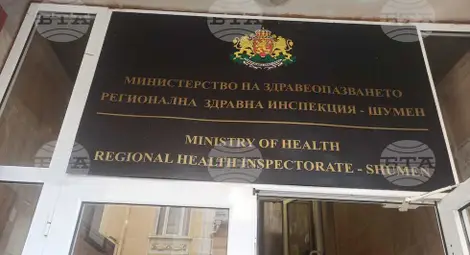 МИНИСТЕРСТВО НА ЗДРАВЕОПАЗВАНЕТО
РЕГИОНАЛНА ЗДРАВНА ИНСПЕКЦИЯ - ШУМЕН
MINISTRY OF HEALTH
REGIONAL HEALTH INSPECTORATE - SHUMEN